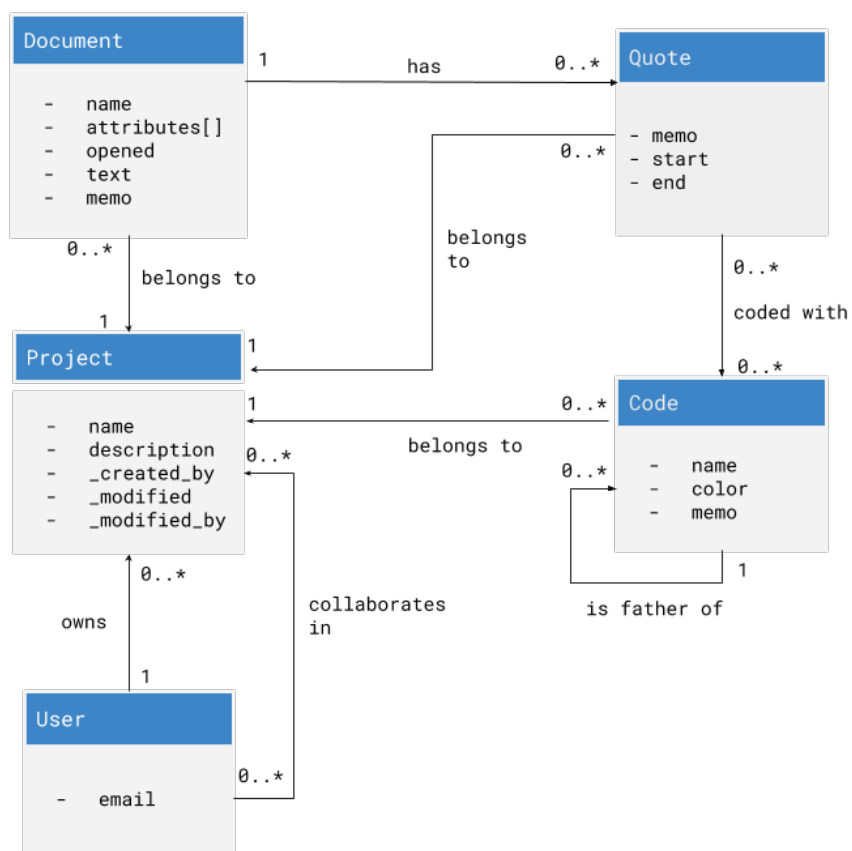 Document
- name
- attributes[]
- opened
- text
- memo
1
has
0..*
Quote
- memo
- start
- end
0..*
belongs
to
0..*
belongs to
1
0..*
coded with
0..*
Project
1
- name
- description
- _created_by
- _modified
- _modified_by
1
0..*
belongs to
Code
- name
- color
- memo
0..*
1
is father of
0..*
collaborates
in
0..*
owns
1
User
- email
0..*